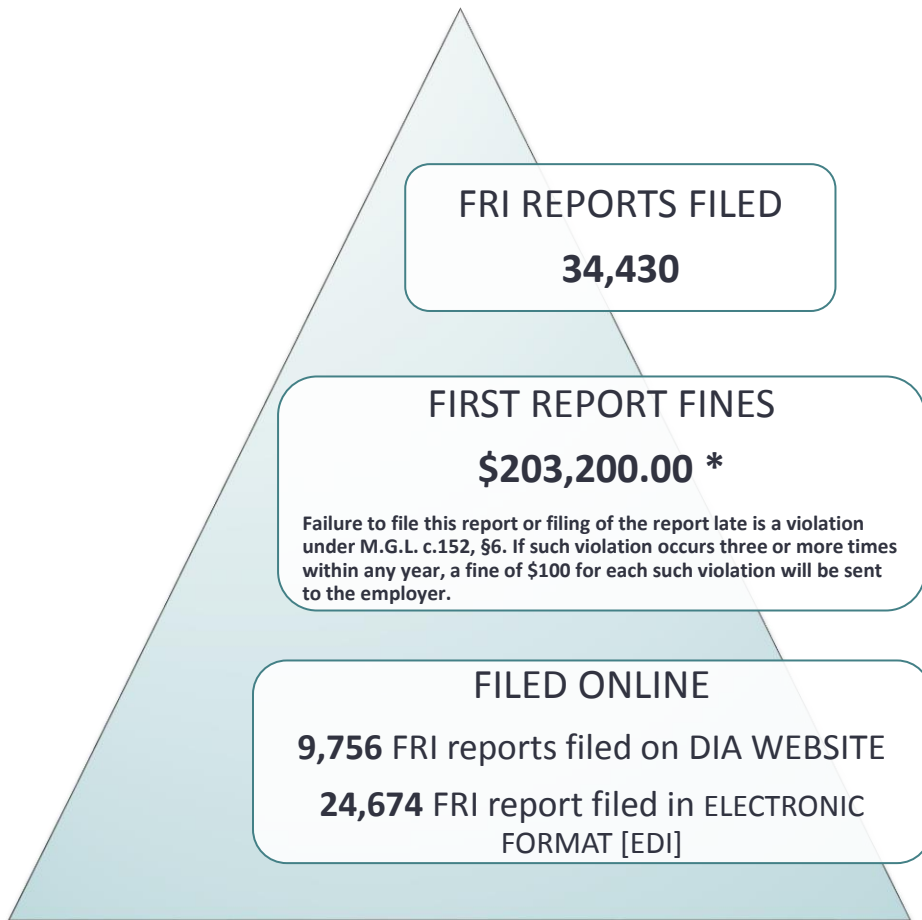 FRI REPORTS FILED
34,430
FIRST REPORT FINES
$203,200.00 *
Failure to file this report or filing of the report late is a violation
under M.G.L. c.152, §6. If such violation occurs three or more times
within any year, a fine of $100 for each such violation will be sent
to the employer.
FILED ONLINE
9,756 FRI reports filed on DIA WEBSITE
24,674 FRI report filed in ELECTRONIC
FORMAT [EDI]